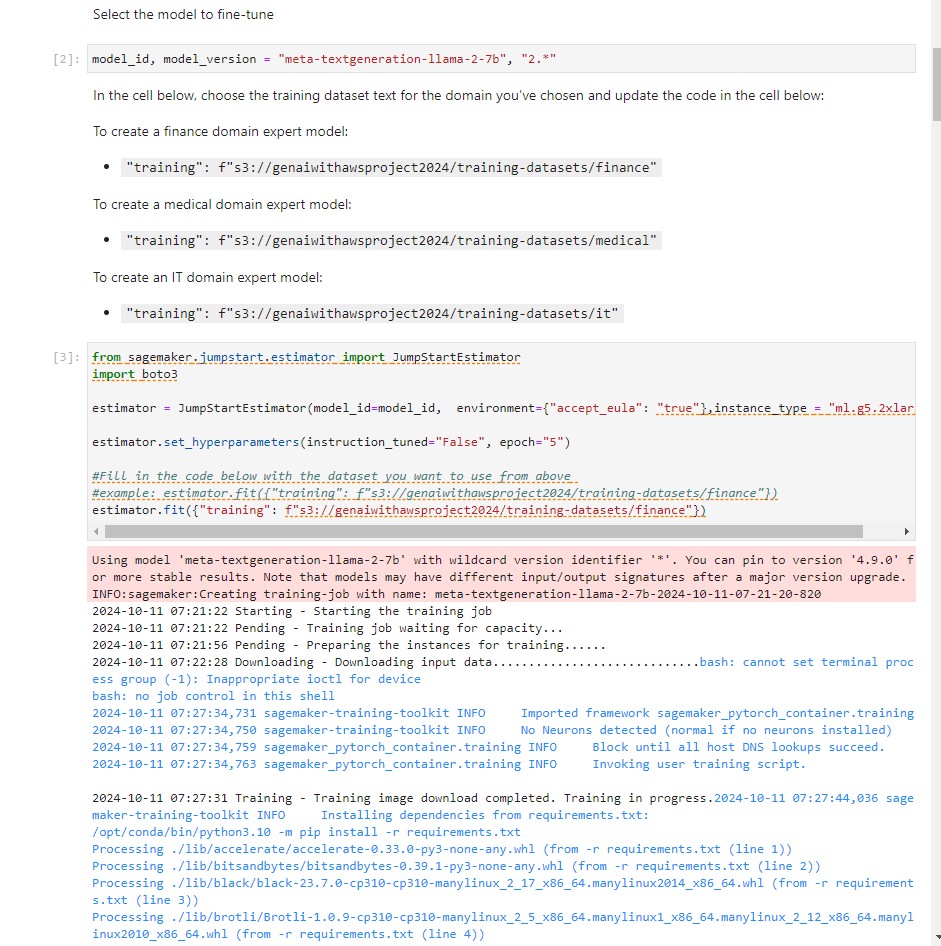 Select the model to fine-tune
[2]: model_id, model_version = "meta-textgeneration-llama-2-7b", "2.*"
In the cell below, choose the training dataset text for the domain you've chosen and update the code in the cell below:
To create a finance domain expert model:
• "training": f"s3://genaiwithawsproject2024/training-datasets/finance"
To create a medical domain expert model:
• "training": f"s3://genaiwithawsproject2024/training-datasets/medical"
To create an IT domain expert model:
• "training": f"s3://genaiwithawsproject2024/training-datasets/it"
[3]: from sagemaker.jumpstart.estimator import JumpStartEstimator
import boto3
estimator = JumpStartEstimator(model_id=model_id,  environment={"accept_eula": "true"},instance_type = "ml.g5.2xlar
estimator.set_hyperparameters(instruction_tuned="False", epoch="5")
#Fill in the code below with the dataset you want to use from above
#example: estimator.fit({"training": f"s3://genaiwithawsproject2024/training-datasets/finance"})
estimator.fit({"training": f"s3://genaiwithawsproject2024/training-datasets/finance"})
Using model 'meta-textgeneration-llama-2-7b' with wildcard version identifier '*'. You can pin to version '4.9.0' f
or more stable results. Note that models may have different input/output signatures after a major version upgrade.
INFO:sagemaker:Creating training-job with name: meta-textgeneration-llama-2-7b-2024-10-11-07-21-20-820
2024-10-11 07:21:22 Starting - Starting the training job
2024-10-11 07:21:22 Pending - Training job waiting for capacity...
2024-10-11 07:21:56 Pending - Preparing the instances for training......
2024-10-11 07:22:28 Downloading - Downloading input data.............................bash: cannot set terminal proc
ess group (-1): Inappropriate ioctl for device
bash: no job control in this shell
2024-10-11 07:27:34,731 sagemaker-training-toolkit INFO     Imported framework sagemaker_pytorch_container.training
2024-10-11 07:27:34,750 sagemaker-training-toolkit INFO     No Neurons detected (normal if no neurons installed)
2024-10-11 07:27:34,759 sagemaker_pytorch_container.training INFO     Block until all host DNS lookups succeed.
2024-10-11 07:27:34,763 sagemaker_pytorch_container.training INFO     Invoking user training script.
2024-10-11 07:27:31 Training - Training image download completed. Training in progress.2024-10-11 07:27:44,036 sage
maker-training-toolkit INFO     Installing dependencies from requirements.txt:
/opt/conda/bin/python3.10 -m pip install -r requirements.txt
Processing ./lib/accelerate/accelerate-0.33.0-py3-none-any.whl (from -r requirements.txt (line 1))
Processing ./lib/bitsandbytes/bitsandbytes-0.39.1-py3-none-any.whl (from -r requirements.txt (line 2))
Processing ./lib/black/black-23.7.0-cp310-cp310-manylinux_2_17_x86_64.manylinux2014_x86_64.whl (from -r requirement
s.txt (line 3))
Processing ./lib/brotli/Brotli-1.0.9-cp310-cp310-manylinux_2_5_x86_64.manylinux1_x86_64.manylinux_2_12_x86_64.manyl
inux2010_x86_64.whl (from -r requirements.txt (line 4))